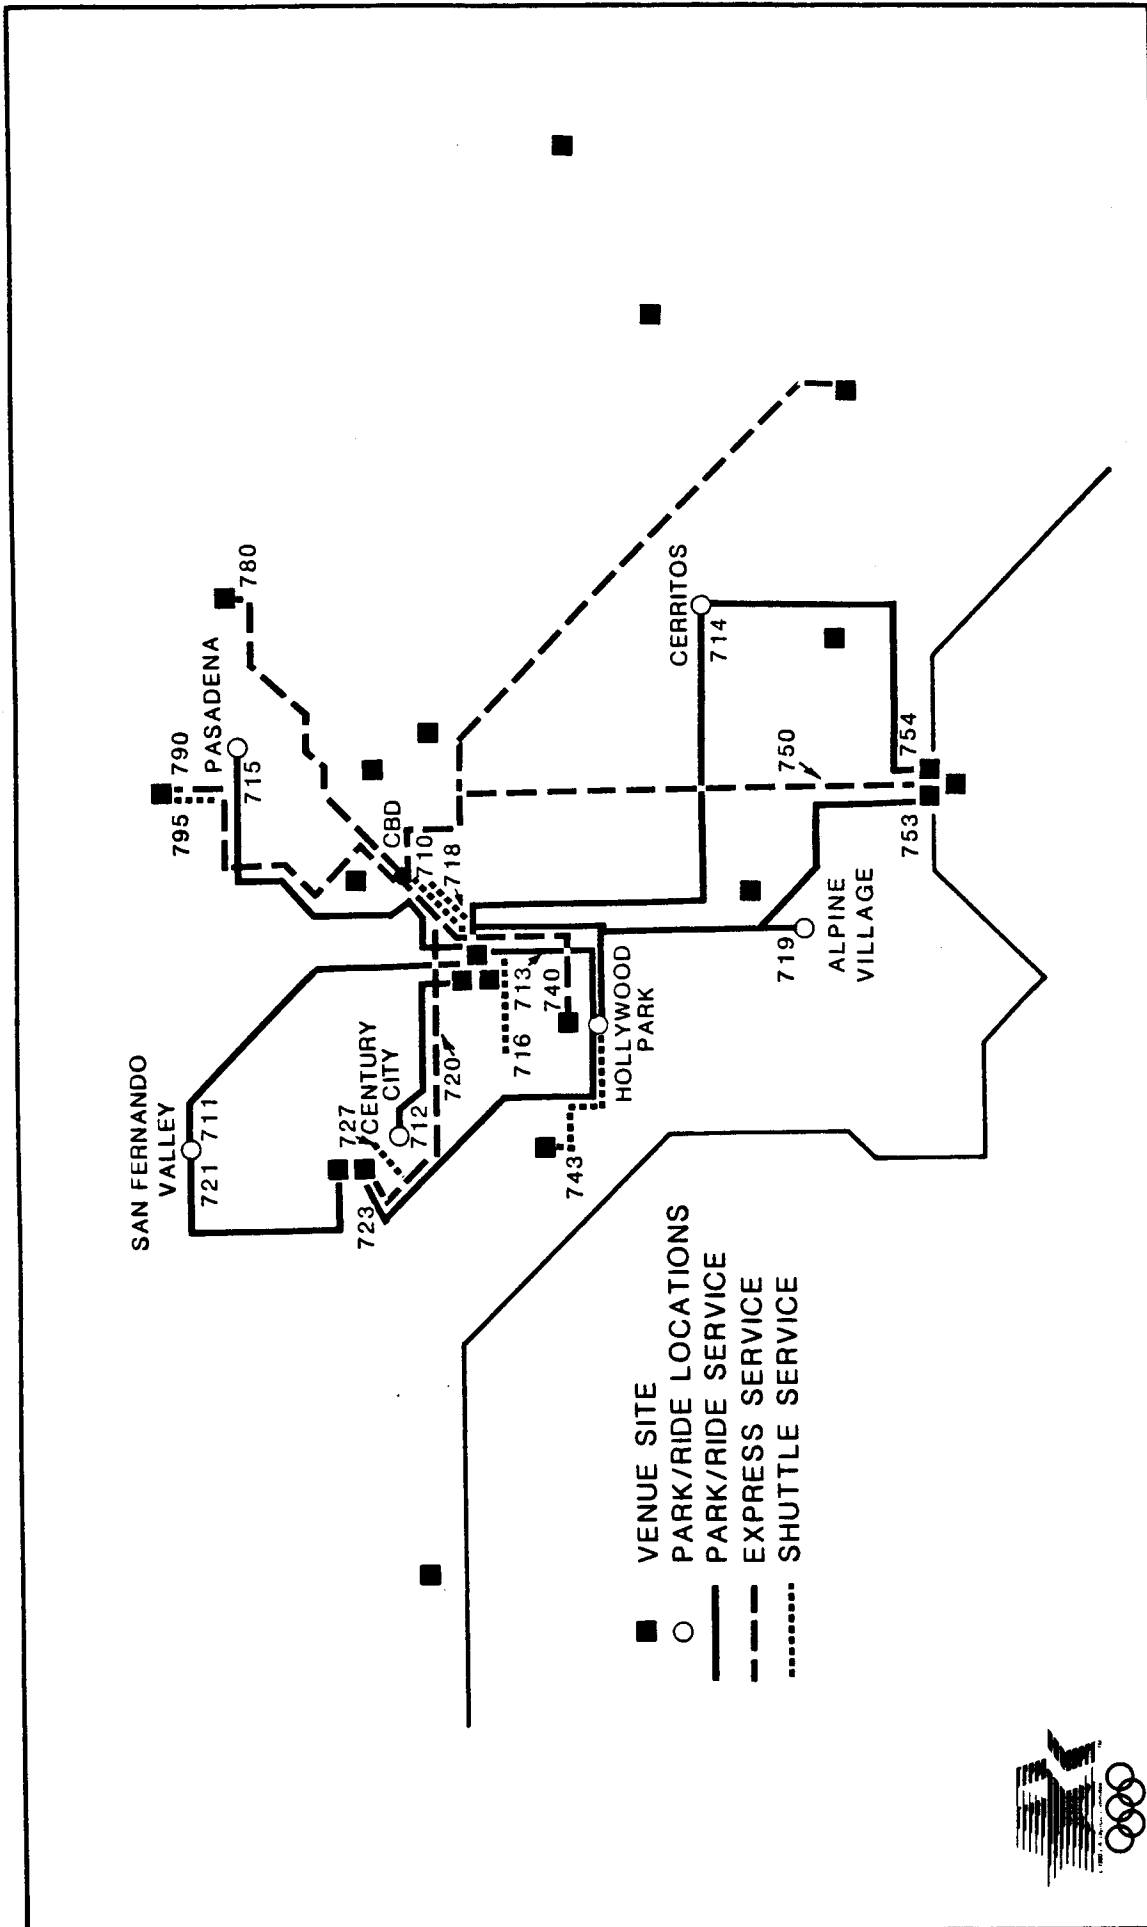 SAN FERNANDO
VALLEY
721
711
795
790
PASADENA
715
780
727
CENTURY
CITY
712
723
720
CBD
710
718
716
713
740
743
HOLLYWOOD
PARK
CERRITOS
714
750
719
ALPINE
VILLAGE
753
754
VENUE SITE
PARK/RIDE LOCATIONS
PARK/RIDE SERVICE
EXPRESS SERVICE
SHUTTLE SERVICE